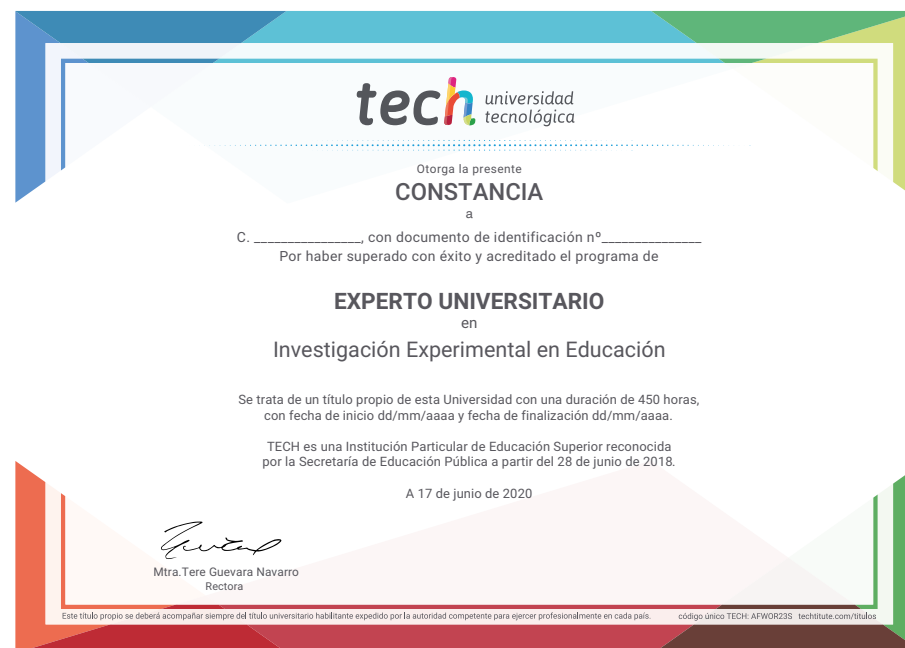 tech universidad
tecnológica
Otorga la presente
CONSTANCIA
a
C. ________________, con documento de identificación nº_______________
Por haber superado con éxito y acreditado el programa de
EXPERTO UNIVERSITARIO
en
Investigación Experimental en Educación
Se trata de un título propio de esta Universidad con una duración de 450 horas,
con fecha de inicio dd/mm/aaaa y fecha de finalización dd/mm/aaaa.
TECH es una Institución Particular de Educación Superior reconocida
por la Secretaría de Educación Pública a partir del 28 de junio de 2018.
A 17 de junio de 2020
Mtra.Tere Guevara Navarro
Rectora
Este título propio se deberá acompañar siempre del título universitario habilitante expedido por la autoridad competente para ejercer profesionalmente en cada país. código único TECH: AFWOR23S techtitute.com/titulos